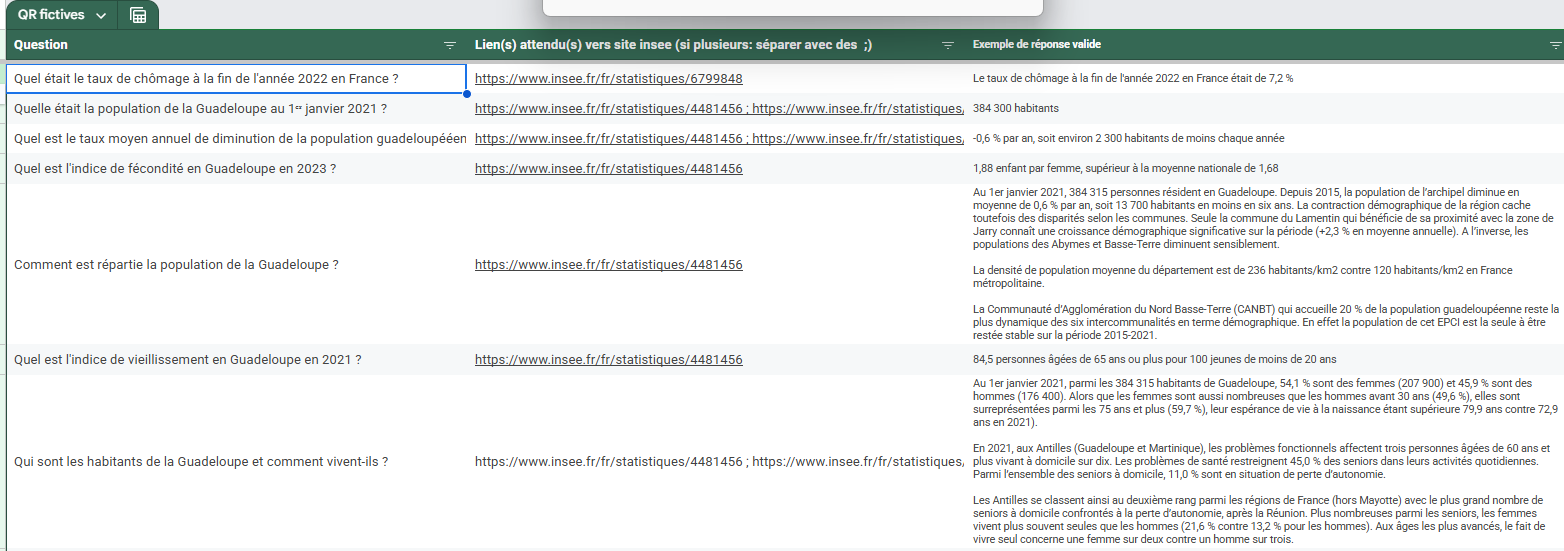 QR fictives
Question
Lien(s) attendu(s) vers site insee (si plusieurs: séparer avec des ;)
Exemple de réponse valide
Quel était le taux de chômage à la fin de l'année 2022 en France ?
https://www.insee.fr/fr/statistiques/6799848
Le taux de chômage à la fin de l'année 2022 en France était de 7,2 %
Quelle était la population de la Guadeloupe au 1ᵉʳ janvier 2021 ?
https://www.insee.fr/fr/statistiques/4481456 ; https://www.insee.fr/fr/statistiques,
384 300 habitants
Quel est le taux moyen annuel de diminution de la population guadeloupéen
https://www.insee.fr/fr/statistiques/4481456 ; https://www.insee.fr/fr/statistiques,
-0,6 % par an, soit environ 2 300 habitants de moins chaque année
Quel est l'indice de fécondité en Guadeloupe en 2023 ?
https://www.insee.fr/fr/statistiques/4481456
1,88 enfant par femme, supérieur à la moyenne nationale de 1,68
Comment est répartie la population de la Guadeloupe ?
https://www.insee.fr/fr/statistiques/4481456
Au 1er janvier 2021, 384 315 personnes résident en Guadeloupe. Depuis 2015, la population de l'archipel diminue en
moyenne de 0,6 % par an, soit 13 700 habitants en moins en six ans. La contraction démographique de la région cache
toutefois des disparités selon les communes. Seule la commune du Lamentin qui bénéficie de sa proximité avec la zone de
Jarry connaît une croissance démographique significative sur la période (+2,3 % en moyenne annuelle). A l'inverse, les
populations des Abymes et Basse-Terre diminuent sensiblement.
La densité de population moyenne du département est de 236 habitants/km2 contre 120 habitants/km2 en France
métropolitaine.
La Communauté d'Agglomération du Nord Basse-Terre (CANBT) qui accueille 20 % de la population guadeloupéenne reste la
plus dynamique des six intercommunalités en terme démographique. En effet la population de cet EPCI est la seule à être
restée stable sur la période 2015-2021.
Quel est l'indice de vieillissement en Guadeloupe en 2021 ?
https://www.insee.fr/fr/statistiques/4481456
84,5 personnes âgées de 65 ans ou plus pour 100 jeunes de moins de 20 ans
Qui sont les habitants de la Guadeloupe et comment vivent-ils ?
https://www.insee.fr/fr/statistiques/4481456 ; https://www.insee.fr/fr/statistiques,
Au 1er janvier 2021, parmi les 384 315 habitants de Guadeloupe, 54,1 % sont des femmes (207 900) et 45,9 % sont des
hommes (176 400). Alors que les femmes sont aussi nombreuses que les hommes avant 30 ans (49,6 %), elles sont
surreprésentées parmi les 75 ans et plus (59,7 %), leur espérance de vie à la naissance étant supérieure 79,9 ans contre 72,9
ans en 2021).
En 2021, aux Antilles (Guadeloupe et Martinique), les problèmes fonctionnels affectent trois personnes âgées de 60 ans et
plus vivant à domicile sur dix. Les problèmes de santé restreignent 45,0 % des seniors dans leurs activités quotidiennes.
Parmi l'ensemble des seniors à domicile, 11,0 % sont en situation de perte d'autonomie.
Les Antilles se classent ainsi au deuxième rang parmi les régions de France (hors Mayotte) avec le plus grand nombre de
seniors à domicile confrontés à la perte d'autonomie, après la Réunion. Plus nombreuses parmi les seniors, les femmes
vivent plus souvent seules que les hommes (21,6 % contre 13,2 % pour les hommes). Aux âges les plus avancés, le fait de
vivre seul concerne une femme sur deux contre un homme sur trois.